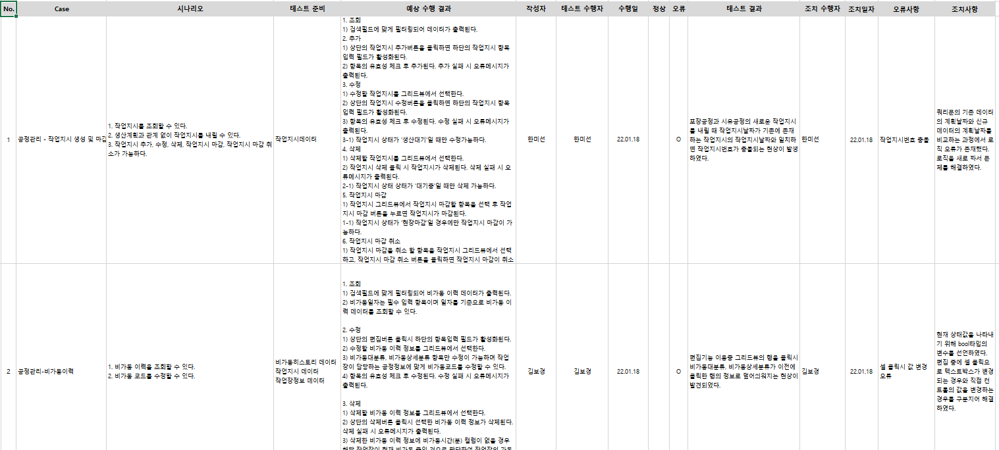 No. Case 시나리오 테스트 준비 예상 수행 결과 작성자 테스트 수행자 수행일 정상 오류 테스트 결과 조치 수행자 조치일자 오류사항 조치사항
1
공정관리 - 작업지시 생성 및 마감
1. 작업지시를 조회할 수 있다.
2. 생산계획과 관계 없이 작업지시를 내릴 수 있다.
3. 작업지시 추가, 수정, 삭제, 작업지시 마감, 작업지시 마감 취
소가 가능하다.
작업지시데이터
1. 조회
1) 검색필드에 맞게 필터링되어 데이터가 출력된다.
2. 추가
1) 상단의 작업지시 추가버튼을 클릭하면 하단의 작업지시 항목
입력 필드가 활성화된다.
2) 항목의 유효성 체크 후 추가된다. 추가 실패 시 오류메시지가
출력된다.
3. 수정
1) 수정할 작업지시를 그리드뷰에서 선택한다.
2) 상단의 작업지시 수정버튼을 클릭하면 하단의 작업지시 항목
입력 필드가 활성화된다.
3) 항목의 유효성 체크 후 수정된다. 수정 실패 시 오류메시지가
출력된다.
3-1) 작업지시 상태가 '생산대기'일 때만 수정가능하다.
4. 삭제
1) 삭제할 작업지시를 그리드뷰에서 선택한다.
2) 작업지시 삭제 클릭 시 작업지시가 삭제된다. 삭제 실패 시 오
류메시지가 출력된다.
2-1) 작업지시 상태 상태가 '대기중'일 때만 삭제 가능하다.
5. 작업지시 마감
1) 작업지시 그리드뷰에서 작업지시 마감할 항목을 선택 후 작업
지시 마감 버튼을 누르면 작업지시가 마감된다.
1-1) 작업지시 상태가 '현장마감'일 경우에만 작업지시 마감이 가
능하다.
6. 작업지시 마감 취소
1) 작업지시 마감을 취소 할 항목을 작업지시 그리드뷰에서 선택
하고, 작업지시 마감 취소 버튼을 클릭하면 작업지시 마감이 취소
한미선
한미선
22.01.18
O
포장공정과 시유공정의 새로운 작업지시
를 내릴 때 작업지시날짜가 기존에 존재
하는 작업지시의 작업지시날짜와 일치하
면 작업지시번호가 충돌되는 현상이 발생
하였다.
한미선
22.01.18
작업지시번호 충돌
쿼리문의 기존 데이터
의 계획날짜와 신규
데이터의 계획날짜를
비교하는 과정에서 로
직 오류가 존재했다.
로직을 새로 짜서 문
제를 해결하였다.
2
공정관리-비가동이력
1. 비가동 이력을 조회할 수 있다.
2. 비가동 코드를 수정할 수 있다.
비가동히스토리 데이터
작업지시 데이터
작업장정보 데이터
1. 조회
1) 검색필드에 맞게 필터링되어 비가동 이력 데이터가 출력된다.
2) 비가동일자는 필수 입력 항목이며 일자를 기준으로 비가동 이
력 데이터를 조회할 수 있다.
2. 수정
1) 상단의 편집버튼 클릭시 하단의 항목입력 필드가 활성화된다.
2) 수정할 비가동 이력 정보를 그리드뷰에서 선택한다.
3) 비가동대분류, 비가동상세분류 항목만 수정이 가능하며 작업
장이 담당하는 공정정보에 맞게 비가동코드를 수정할 수 있다.
4) 항목의 유효성 체크 후 수정된다. 수정 실패 시 오류메시지가
출력된다.
3. 삭제
1) 삭제할 비가동 이력 정보를 그리드뷰에서 선택한다.
2) 상단의 삭제버튼 클릭시 선택한 비가동 이력 정보가 삭제된다.
삭제 실패 시 오류메시지가 출력된다.
3) 삭제한 비가동 이력 정보에 비가동시간(분) 컬럼이 없을 경우
해당 작업장이 현재 비가동 중인 것으로 판단하여 작업장의 가동
김보경
김보경
22.01.18
O
편집기능 이용중 그리드뷰의 행을 클릭시
비가동대분류, 비가동상세분류가 이전에
클릭한 행의 정보로 덮어씌워지는 현상이
발견되었다.
김보경
22.01.18
셀 클릭시 값 변경
오류
현재 상태값을 나타내
기 위해 bool타입의
변수를 선언하였다.
편집 중에 셀 클릭으
로 텍스트박스가 변경
되는 경우와 직접 컨
트롤의 값을 변경하는
경우를 구분지어 해결
하였다.